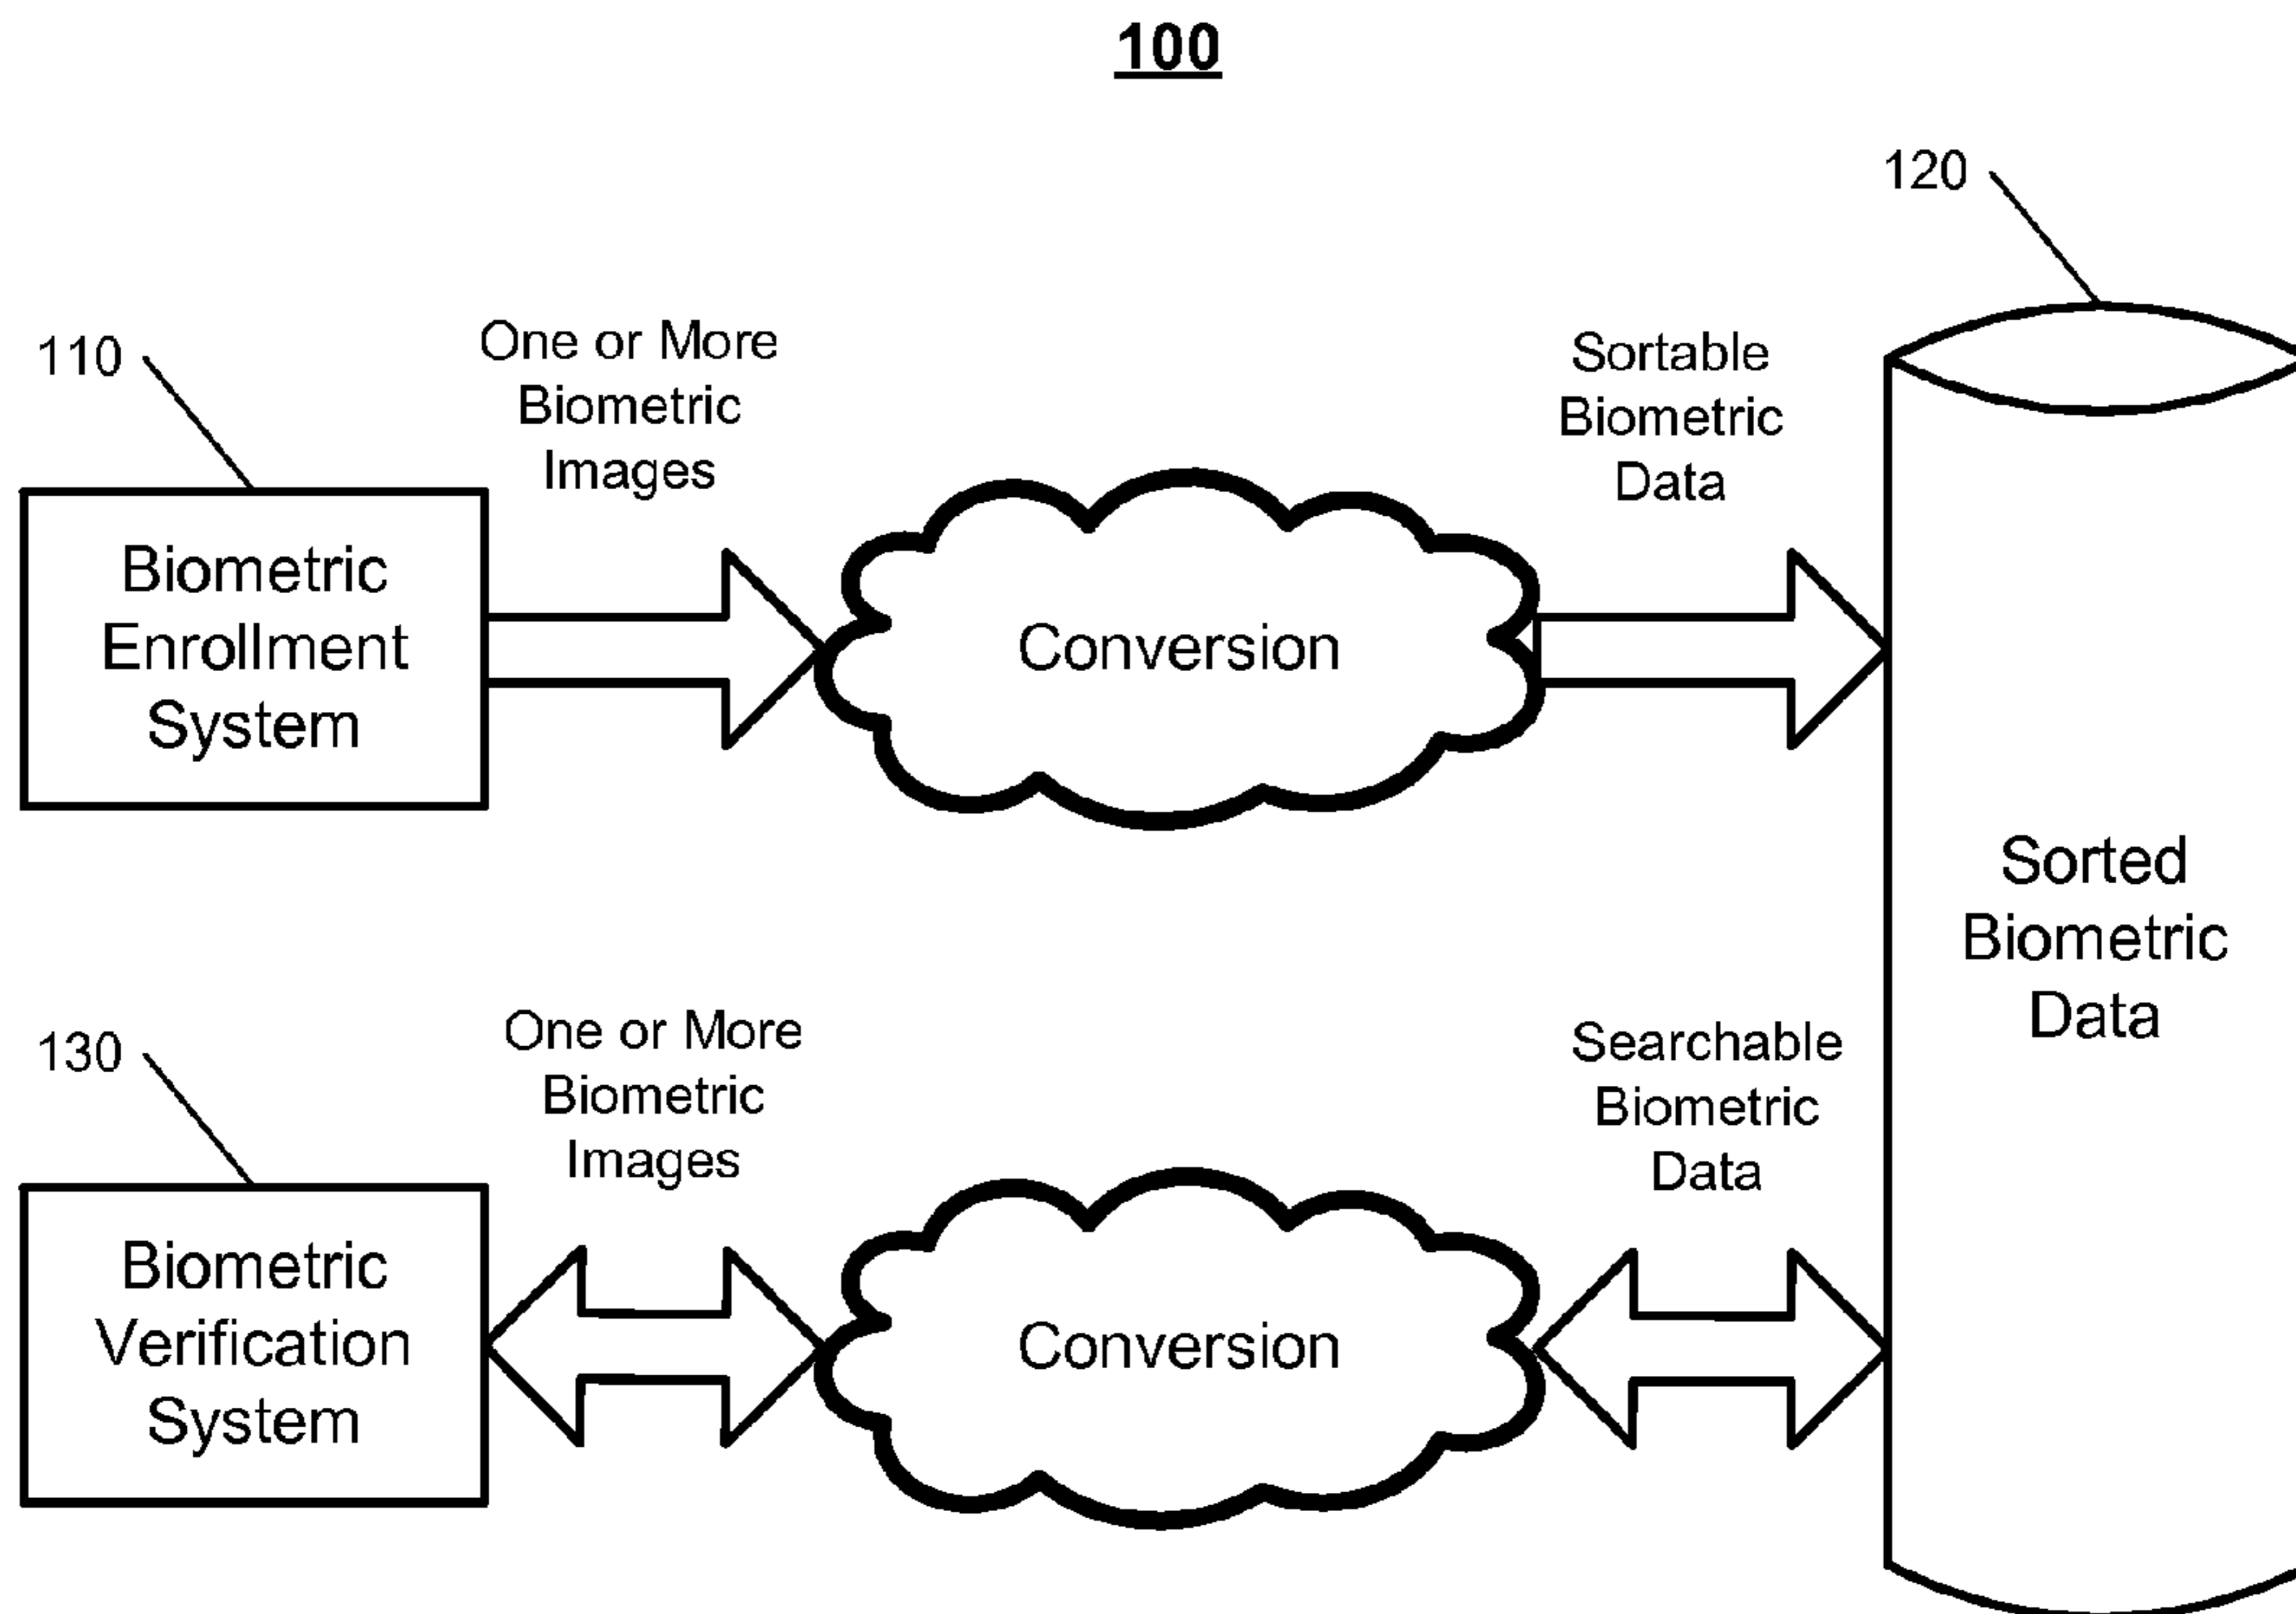 100
120
110
One or More
Biometric
Images
Sortable
Biometric
Data
Biometric
Enrollment
System
Conversion
Sorted
Biometric
Data
130
One or More
Biometric
Images
Searchable
Biometric
Data
Biometric
Verification
System
Conversion